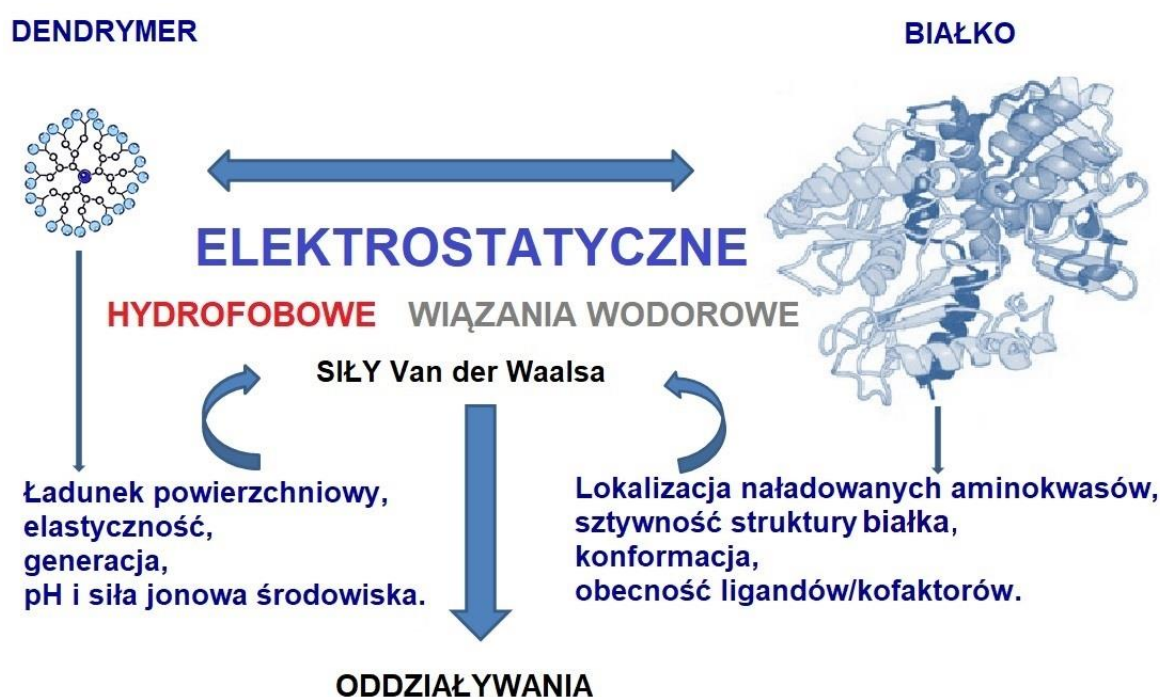 DENDRYMER
BIAŁKO
ELEKTROSTATYCZNE
HYDROFOBOWE WIĄZANIA WODOROWE
SIŁY Van der Waalsa
Ładunek powierzchniowy,
elastyczność,
generacja,
pH i siła jonowa środowiska.
Lokalizacja naładowanych aminokwasów,
sztywność struktury białka,
konformacja,
obecność ligandów/kofaktorów.
ODDZIAŁYWANIA